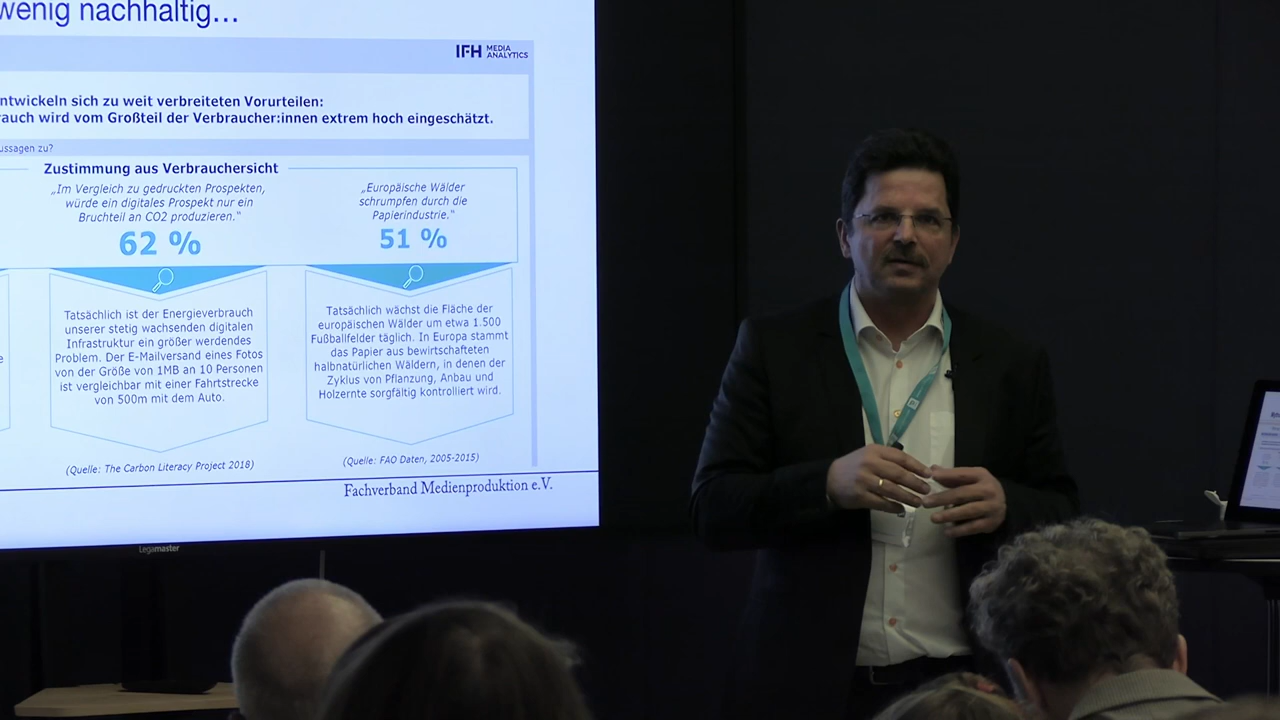 wenig nachhaltig...
IFH MEDIA
ANALYTICS
ntwickeln sich zu weit verbreiteten Vorurteilen:
auch wird vom Großteil der Verbraucher:innen extrem hoch eingeschätzt.
ussagen zu?
Zustimmung aus Verbrauchersicht
„Im Vergleich zu gedruckten Prospekten,
würde ein digitales Prospekt nur ein
Bruchteil an CO2 produzieren.“
62 %
„Europäische Wälder
schrumpfen durch die
Papierindustrie.“
51 %
Tatsächlich ist der Energieverbrauch
unserer stetig wachsenden digitalen
Infrastruktur ein größer werdendes
Problem. Der E-Mailversand eines Fotos
von der Größe von 1MB an 10 Personen
ist vergleichbar mit einer Fahrtstrecke
von 500m mit dem Auto.
Tatsächlich wächst die Fläche der
europäischen Wälder um etwa 1.500
Fußballfelder täglich. In Europa stammt
das Papier aus bewirtschafteten
halbnatürlichen Wäldern, in denen der
Zyklus von Pflanzung, Anbau und
Holzernte sorgfältig kontrolliert wird.
(Quelle: The Carbon Literacy Project 2018)
(Quelle: FAO Daten, 2005-2015)
Fachverband Medienproduktion e.V.
Legamaster